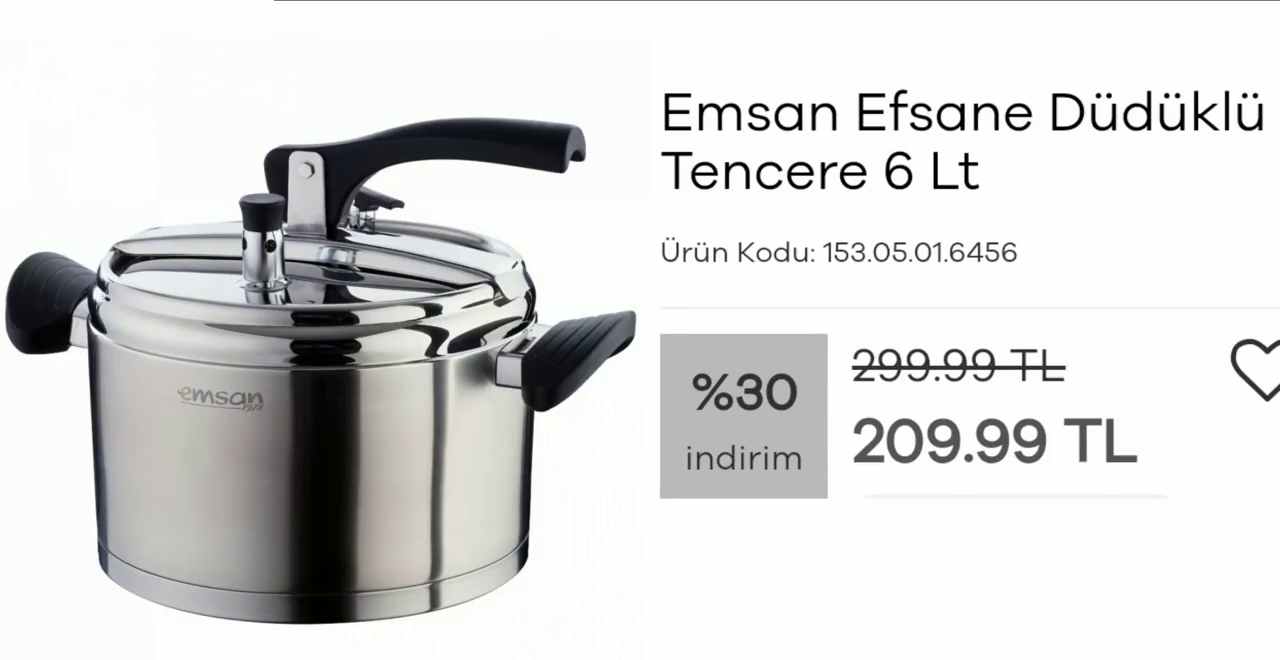 Emsan Efsane Düdüklü
Tencere 6 Lt
Ürün Kodu: 153.05.01.6456
%30
indirim
299.99 TL
209.99 TL
emsan
1973